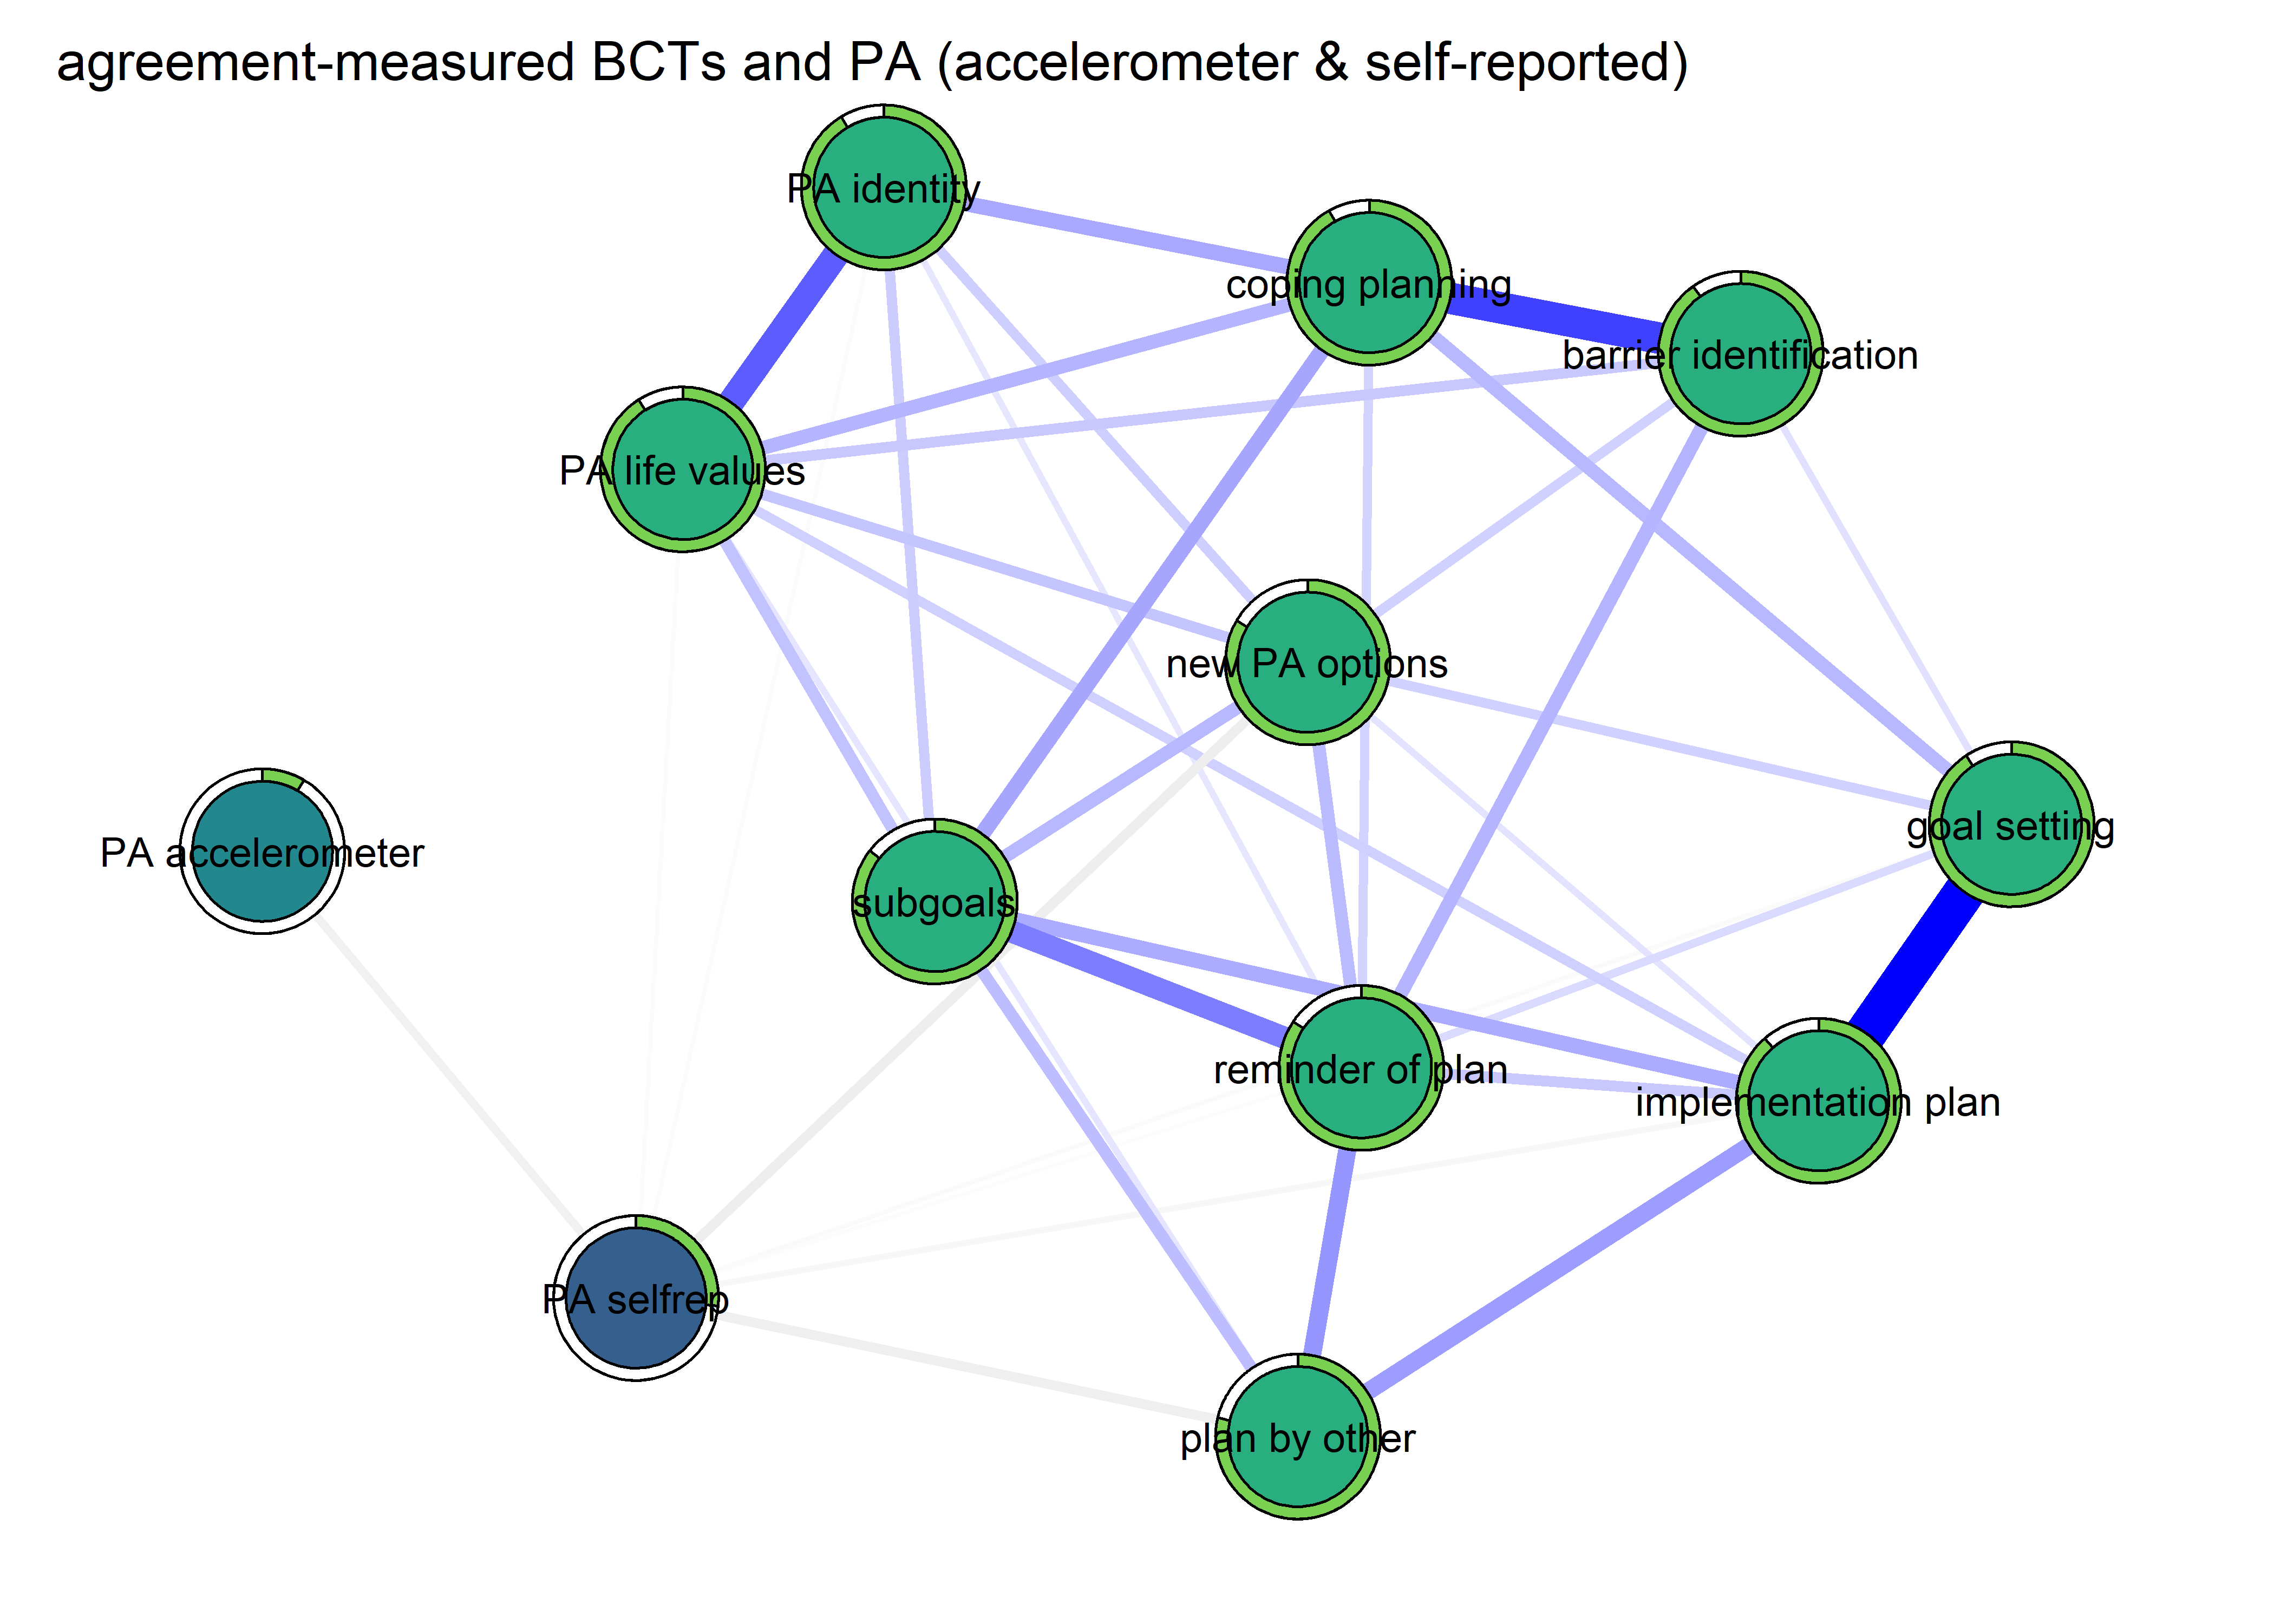 agreement-measured BCTs and PA (accelerometer & self-reported)
PA identity
coping planning
barrier identification
PA life values
new PA options
goal setting
PA accelerometer
subgoals
reminder of plan
implementation plan
PA selfrep
plan by other